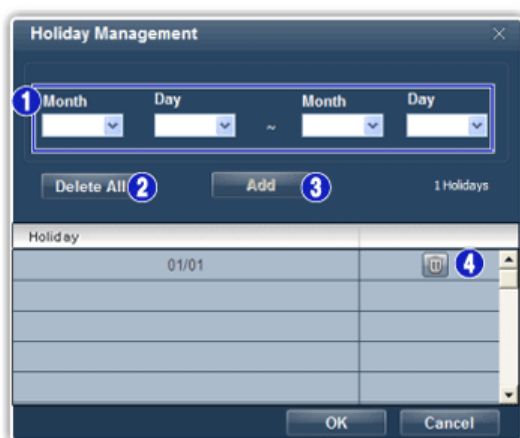 Holiday Management
1 Month Day Month Day
~
Delete All 2 Add 3 1 Holidays
Holiday
01/01 4
OK Cancel